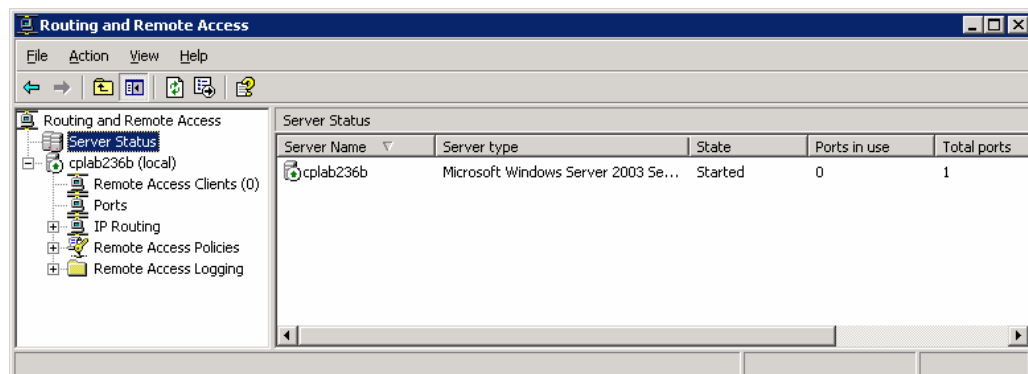 Routing and Remote Access
File Action View Help
Routing and Remote Access
Server Status
cplab236b (local)
Remote Access Clients (0)
Ports
IP Routing
Remote Access Policies
Remote Access Logging
Server Status
Server Name Server type State Ports in use Total ports
cplab236b Microsoft Windows Server 2003 Se... Started 0 1